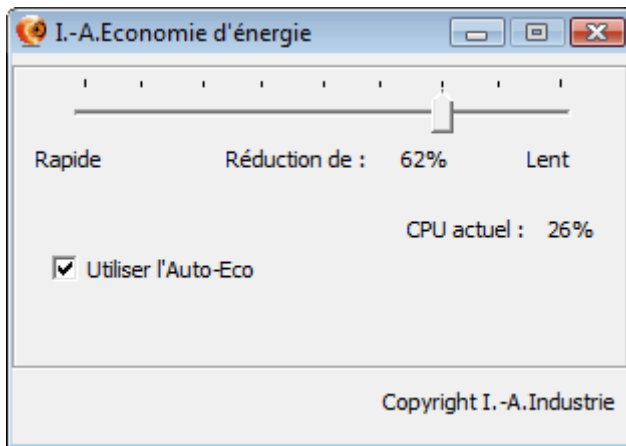 I.-A.Economie d'énergie
Rapide Réduction de : 62% Lent
CPU actuel : 26%
Utiliser l'Auto-Eco
Copyright I.-A.Industrie